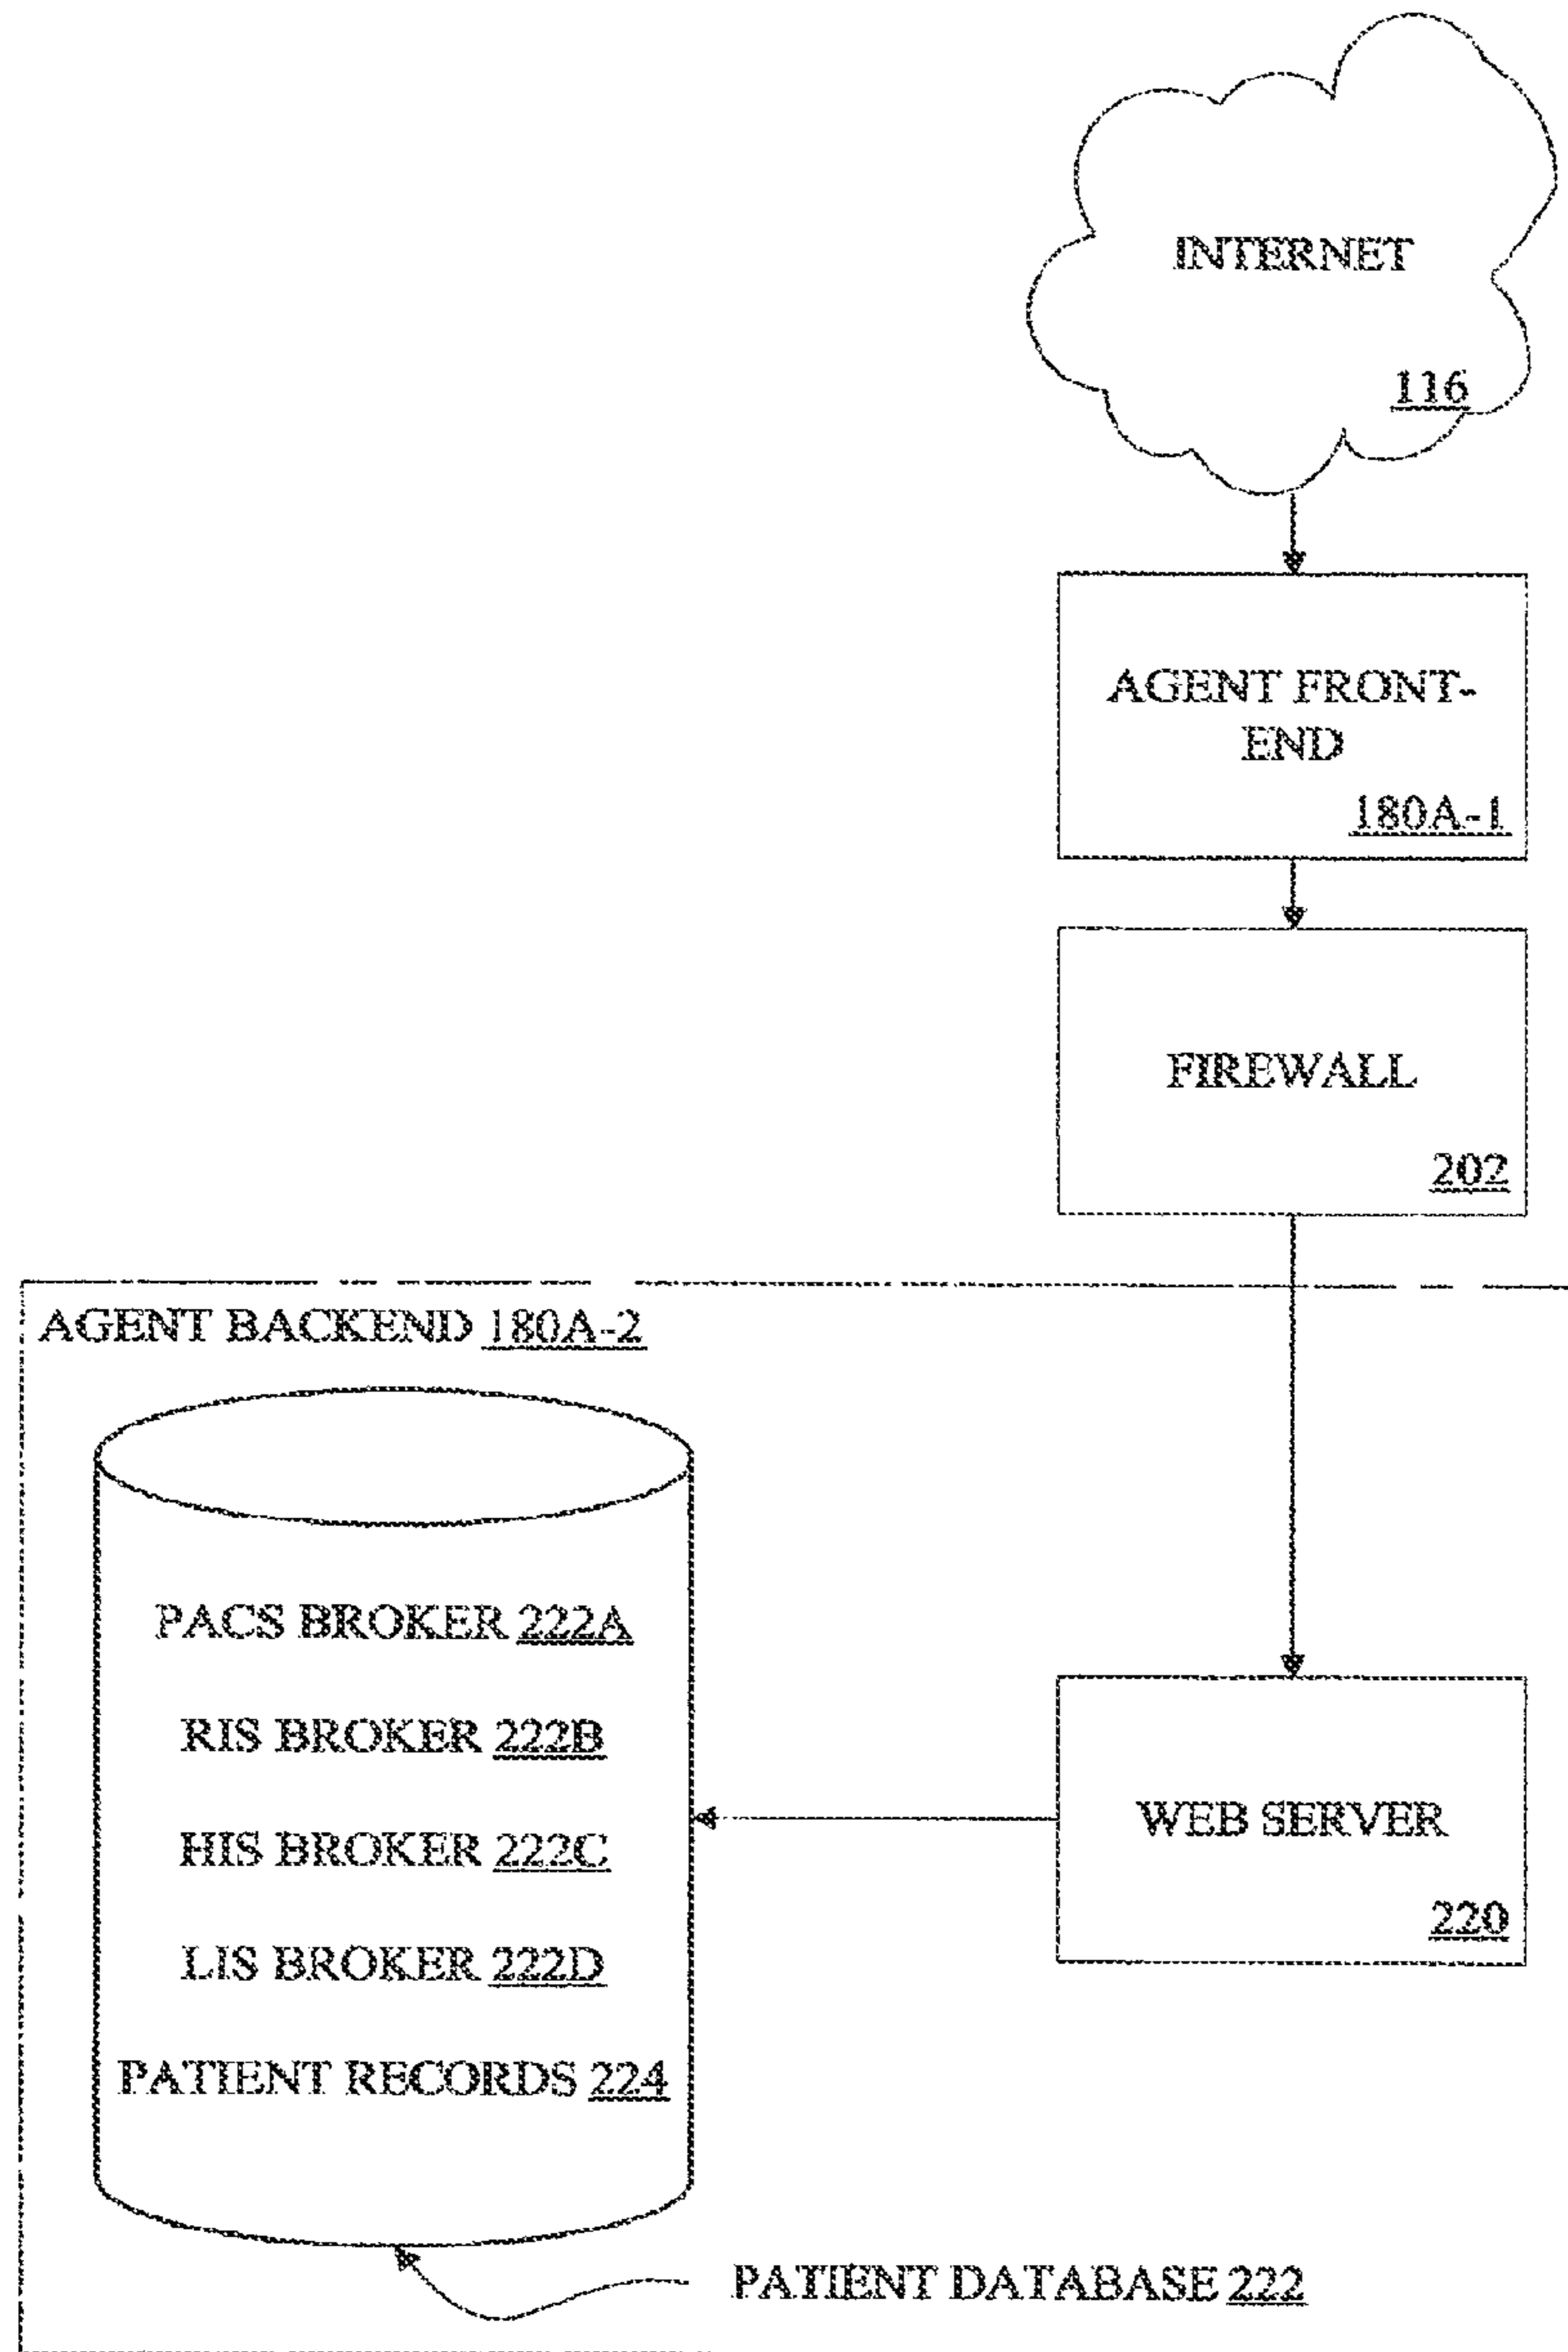 INTERNET
116
AGENT FRONT-
END
180A-1
FIREWALL
202
AGENT BACKEND 180A-2
PACS BROKER 222A
RIS BROKER 222B
HIS BROKER 222C
LIS BROKER 222D
PATIENT RECORDS 224
WEB SERVER
220
PATIENT DATABASE 222